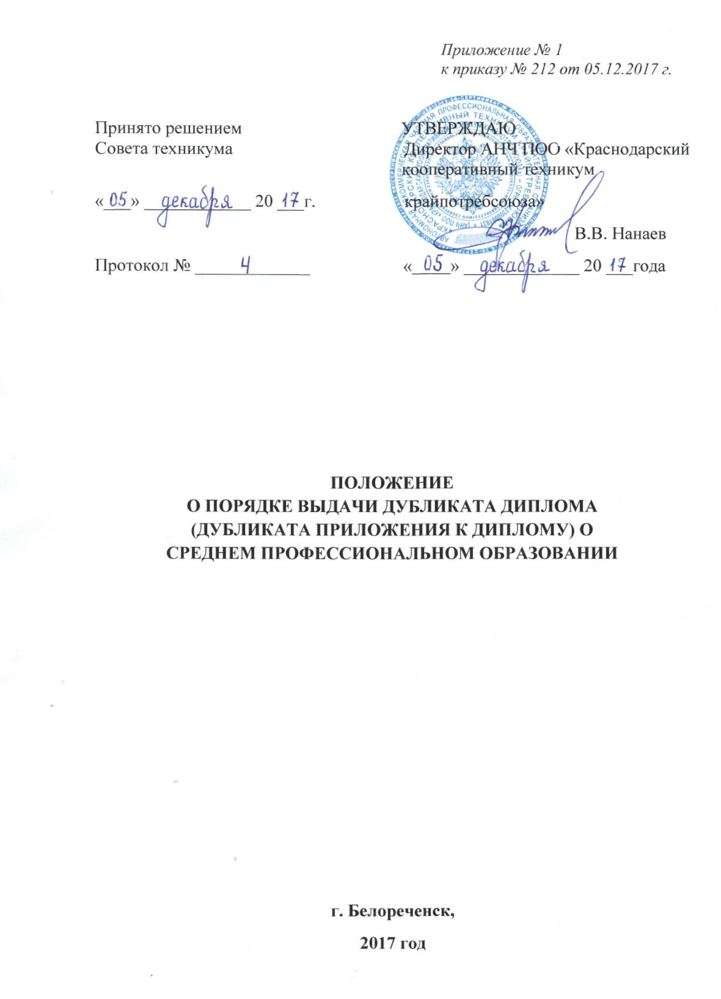 Приложение № 1
к приказу № 212 от 05.12.2017 г.
Принято решением
Совета техникума
«05» декабря 20 17 г.
Протокол № 4
УТВЕРЖДАЮ
Директор АНЧПОО «Краснодарский
кооперативный техникум
крайпотребсоюза»
В.В. Нанаев
«05» декабря 20 17 года
ПОЛОЖЕНИЕ
О ПОРЯДКЕ ВЫДАЧИ ДУБЛИКАТА ДИПЛОМА
(ДУБЛИКАТА ПРИЛОЖЕНИЯ К ДИПЛОМУ) О
СРЕДНЕМ ПРОФЕССИОНАЛЬНОМ ОБРАЗОВАНИИ
г. Белореченск,
2017 год